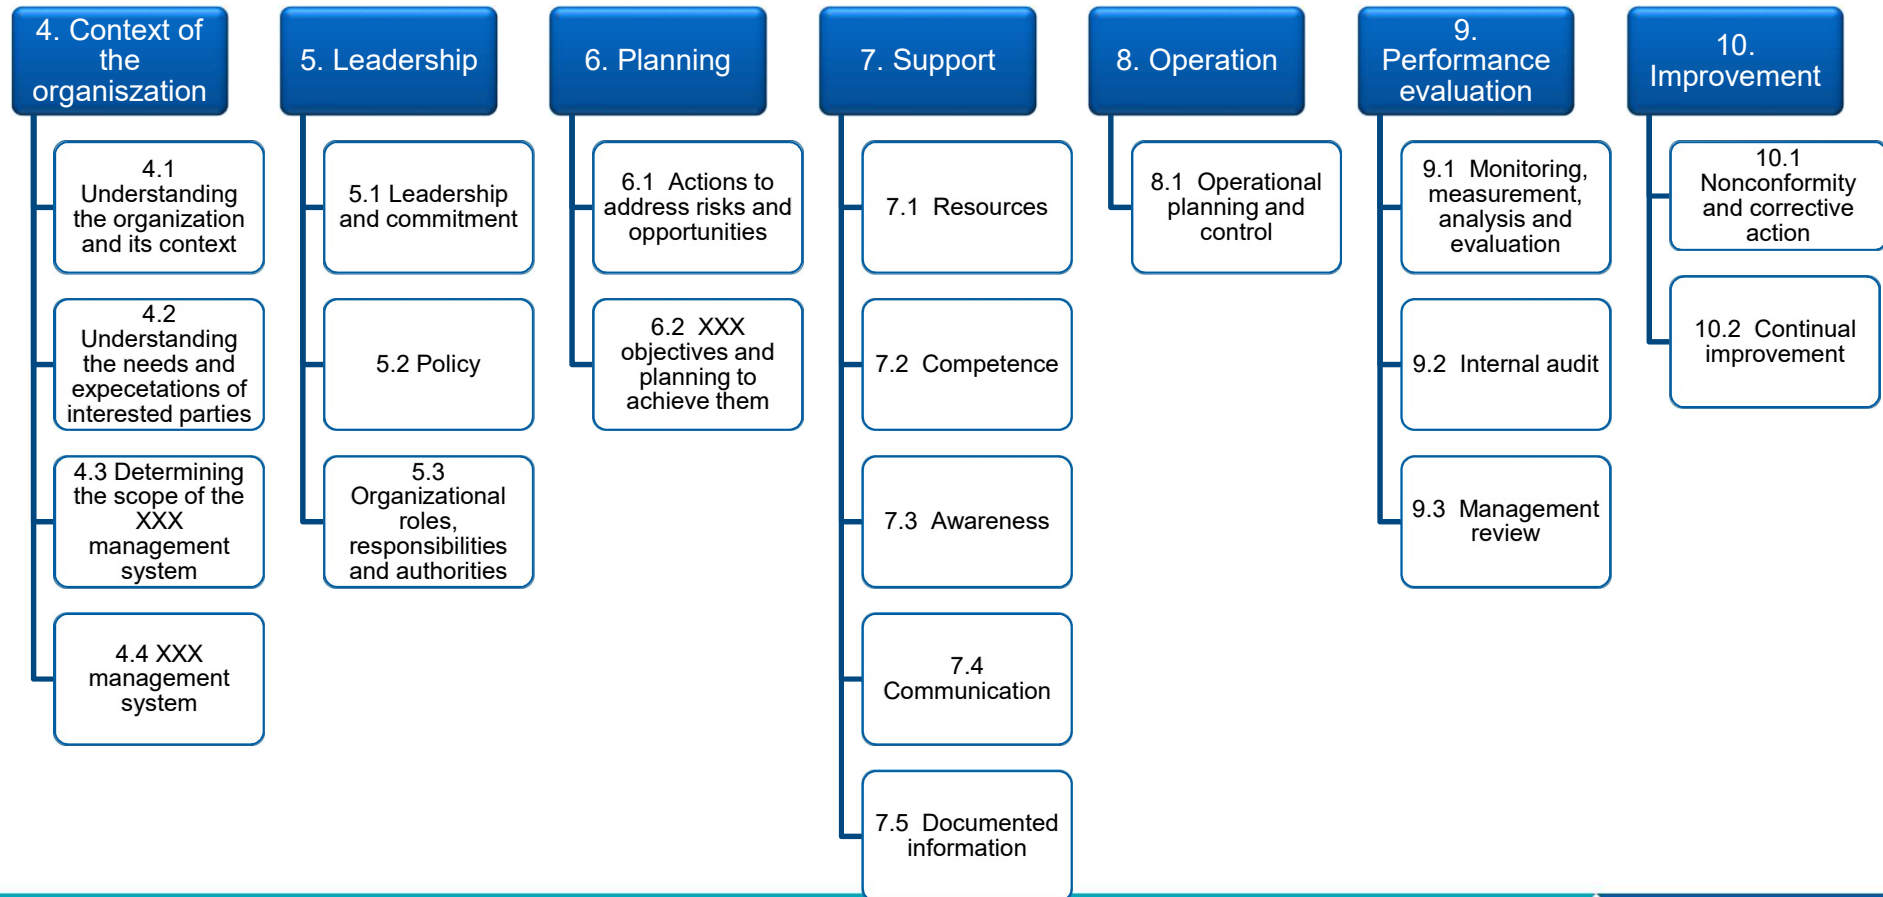 4. Context of
the
organiszation
4.1
Understanding
the organization
and its context
4.2
Understanding
the needs and
expecetations of
interested parties
4.3 Determining
the scope of the
XXX
management
system
4.4 XXX
management
system
5. Leadership
5.1 Leadership
and commitment
5.2 Policy
5.3
Organizational
roles,
responsibilities
and authorities
6. Planning
6.1 Actions to
address risks and
opportunities
6.2 XXX
objectives and
planning to
achieve them
7. Support
7.1 Resources
7.2 Competence
7.3 Awareness
7.4
Communication
7.5 Documented
information
8. Operation
8.1 Operational
planning and
control
9.
Performance
evaluation
9.1 Monitoring,
measurement,
analysis and
evaluation
9.2 Internal audit
9.3 Management
review
10.
Improvement
10.1
Nonconformity
and corrective
action
10.2 Continual
improvement